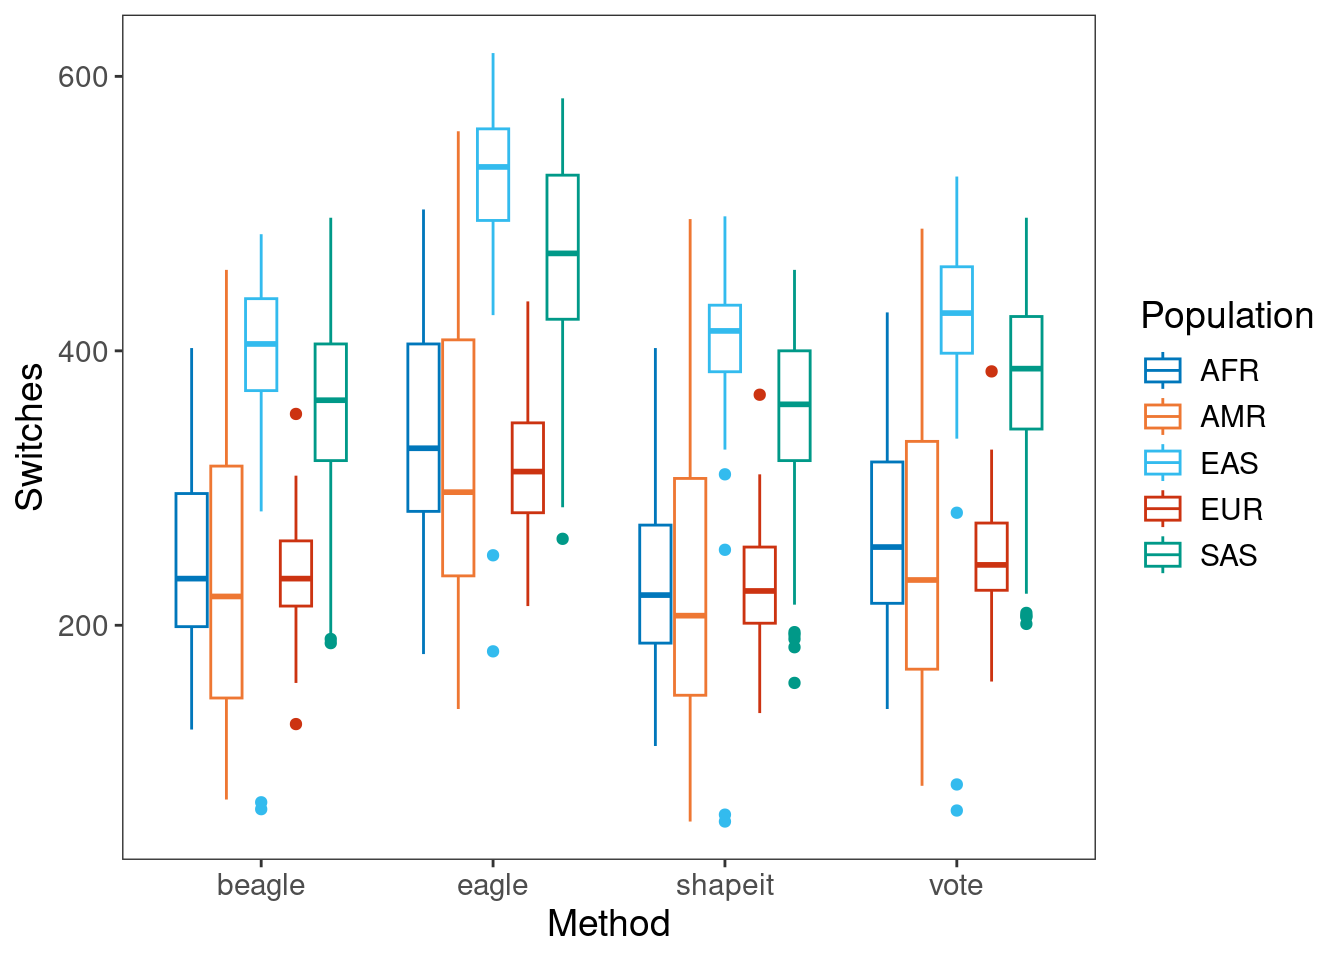 600
400
200
Switches
beagle
eagle
shapeit
vote
Method
Population
AFR
AMR
EAS
EUR
SAS